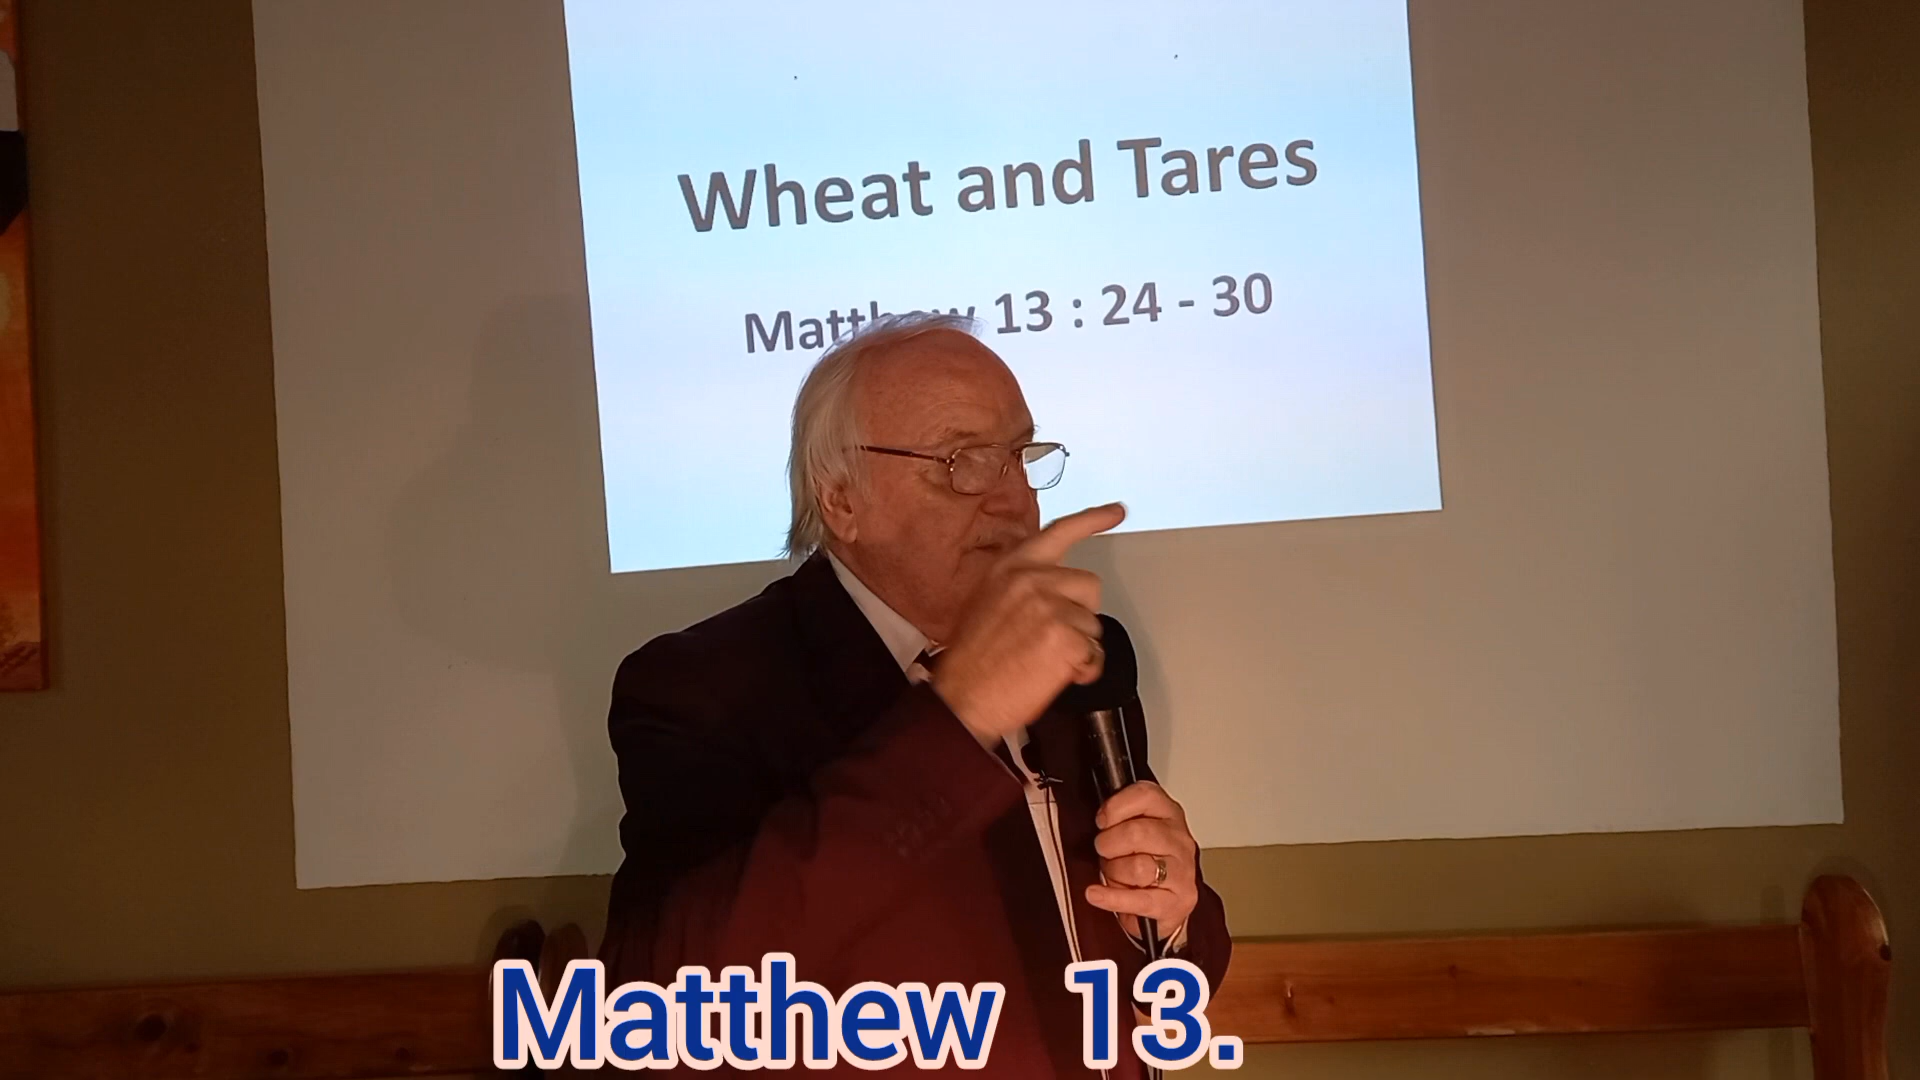 Wheat and Tares
Matthew 13 : 24 - 30
Matthew 13.